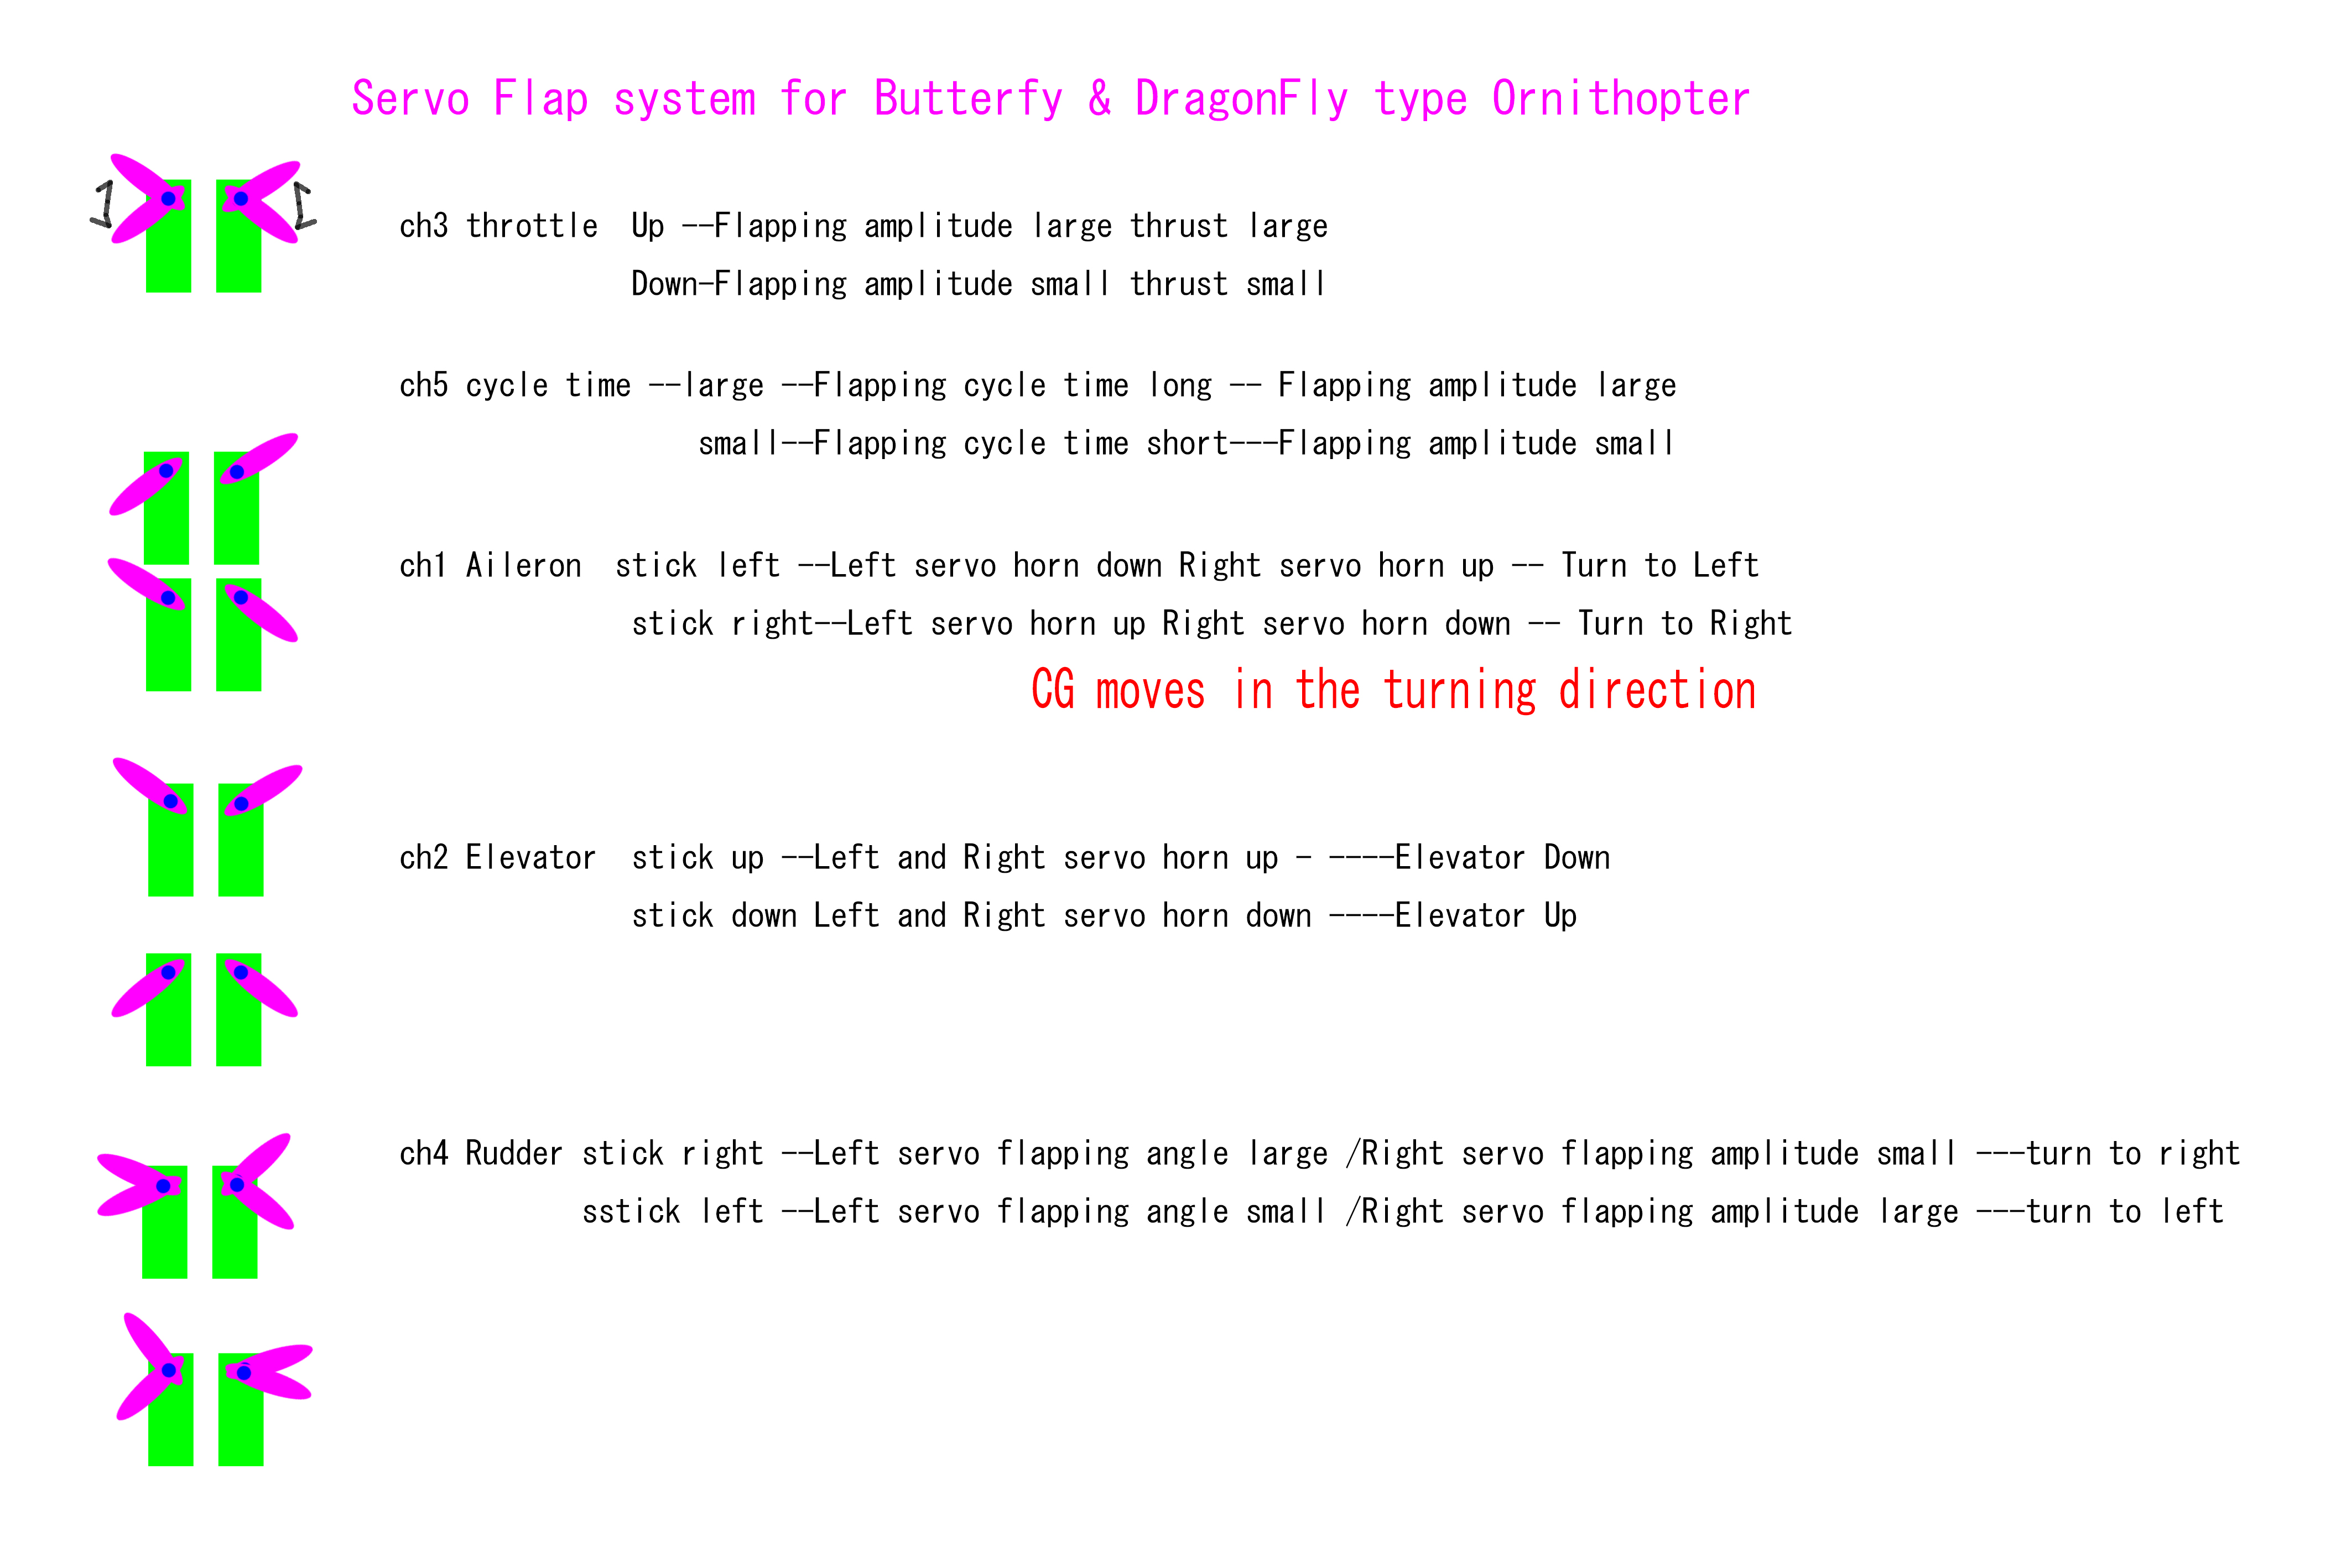 Servo Flap system for Butterfy & DragonFly type Ornithopter
ch3 throttle  Up --Flapping amplitude large thrust large
Down-Flapping amplitude small thrust small
ch5 cycle time --large --Flapping cycle time long -- Flapping amplitude large
small--Flapping cycle time short---Flapping amplitude small
ch1 Aileron  stick left --Left servo horn down Right servo horn up -- Turn to Left
stick right--Left servo horn up Right servo horn down -- Turn to Right
CG moves in the turning direction
ch2 Elevator  stick up --Left and Right servo horn up - ----Elevator Down
stick down Left and Right servo horn down ----Elevator Up
ch4 Rudder stick right --Left servo flapping angle large /Right servo flapping amplitude small ---turn to right
sstick left --Left servo flapping angle small /Right servo flapping amplitude large ---turn to left